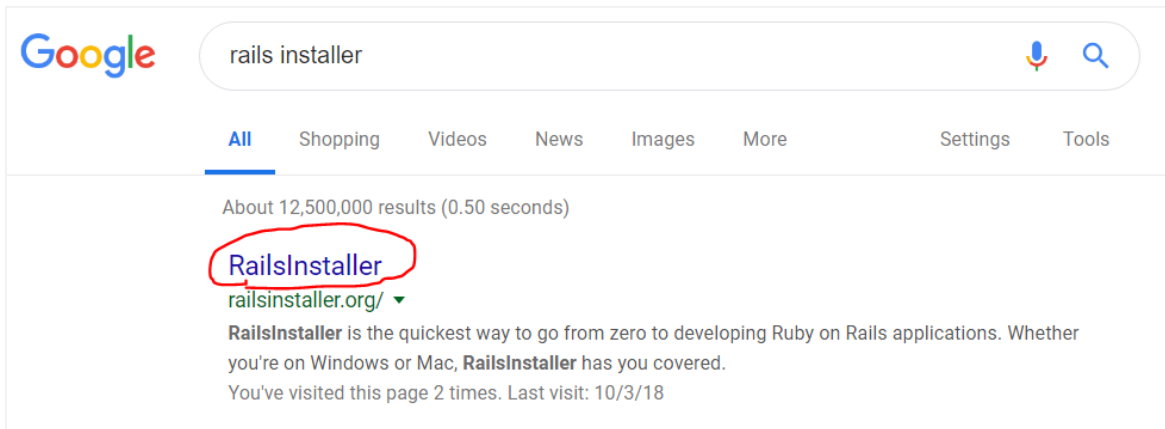 Google rails installer
All Shopping Videos News Images More Settings Tools
About 12,500,000 results (0.50 seconds)
RailsInstaller
railsinstaller.org/
RailsInstaller is the quickest way to go from zero to developing Ruby on Rails applications. Whether
you're on Windows or Mac, RailsInstaller has you covered.
You've visited this page 2 times. Last visit: 10/3/18